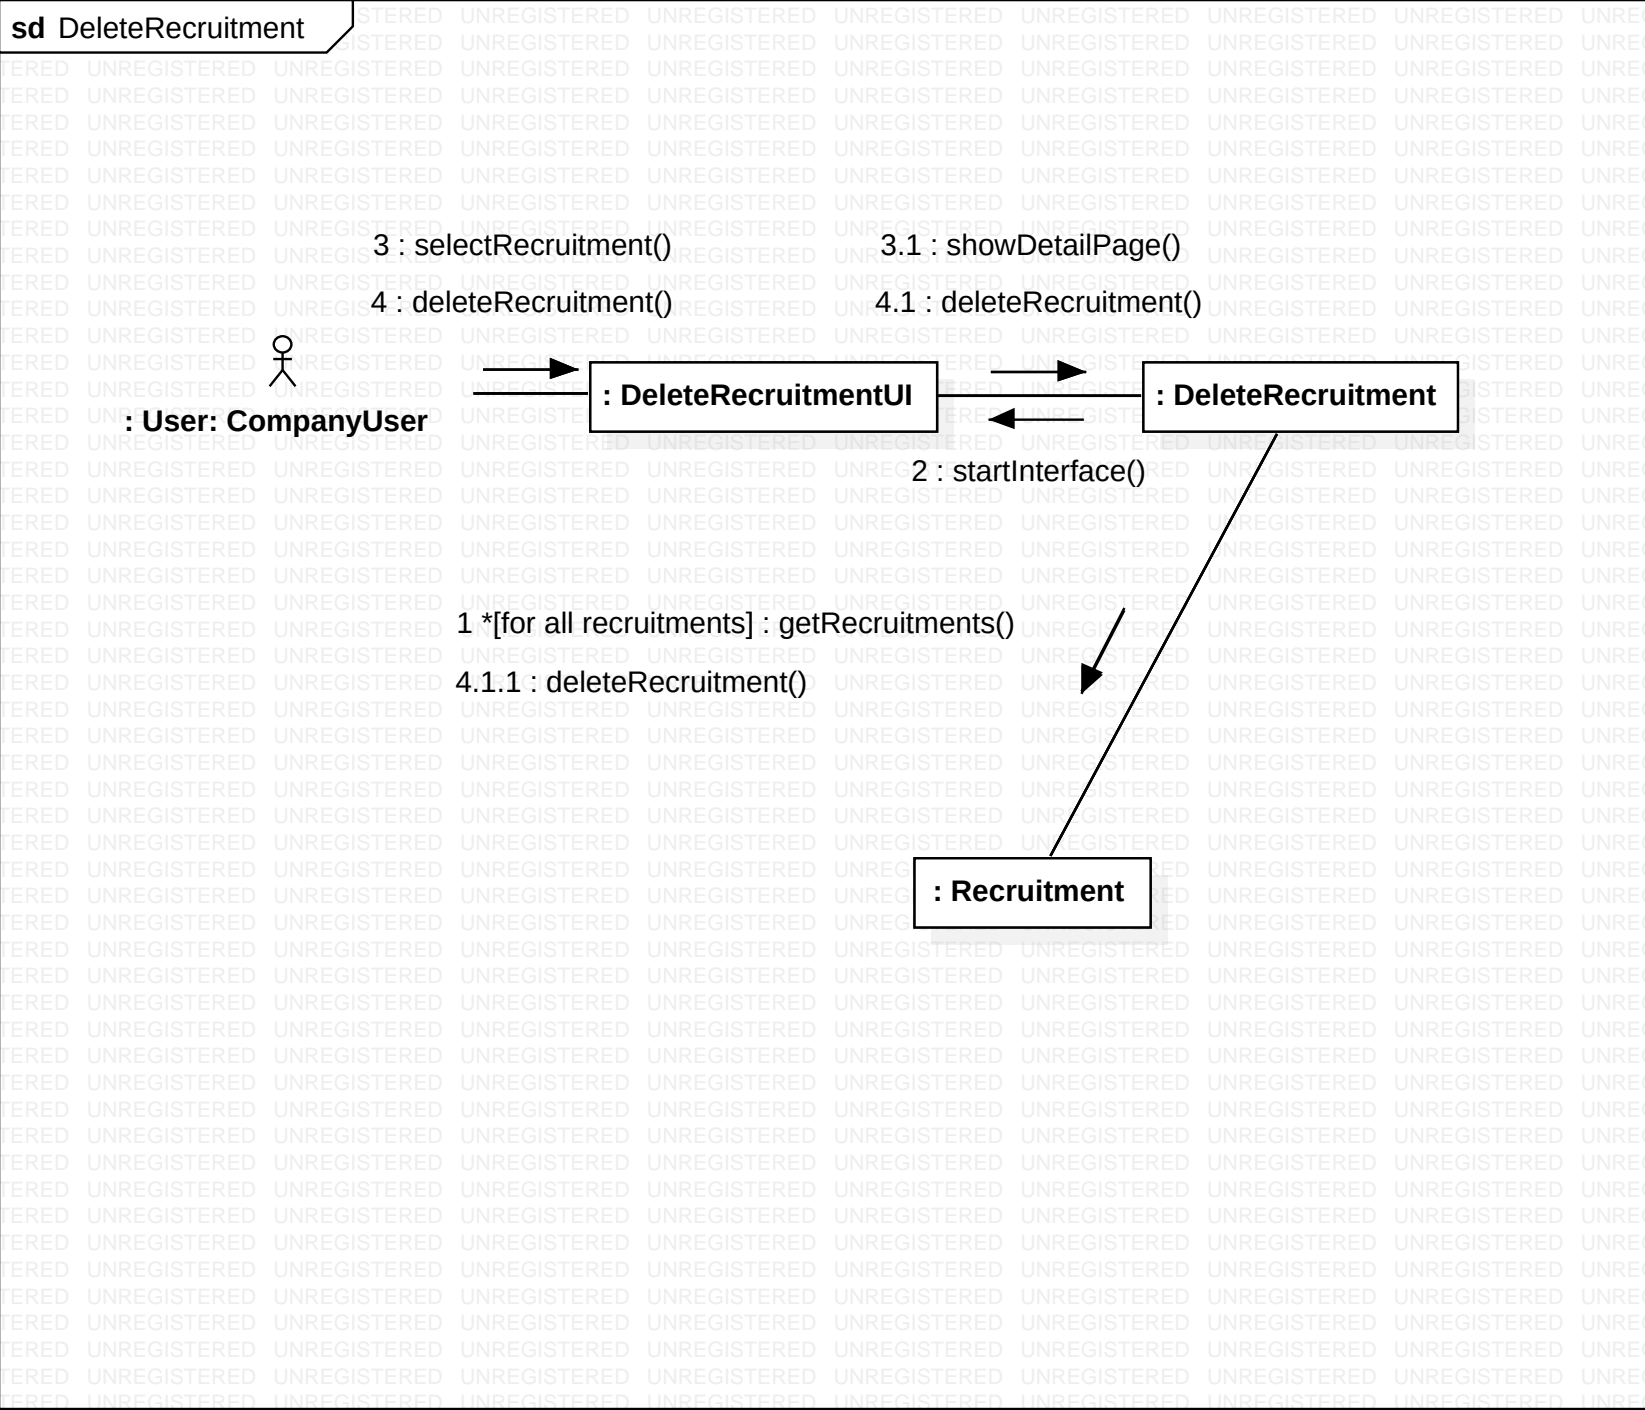 sd DeleteRecruitment
3 : selectRecruitment()
3.1 : showDetailPage()
4 : deleteRecruitment()
4.1 : deleteRecruitment()
: User: CompanyUser
: DeleteRecruitmentUI
: DeleteRecruitment
2 : startInterface()
1 *[for all recruitments] : getRecruitments()
4.1.1 : deleteRecruitment()
: Recruitment
UNREGISTERED